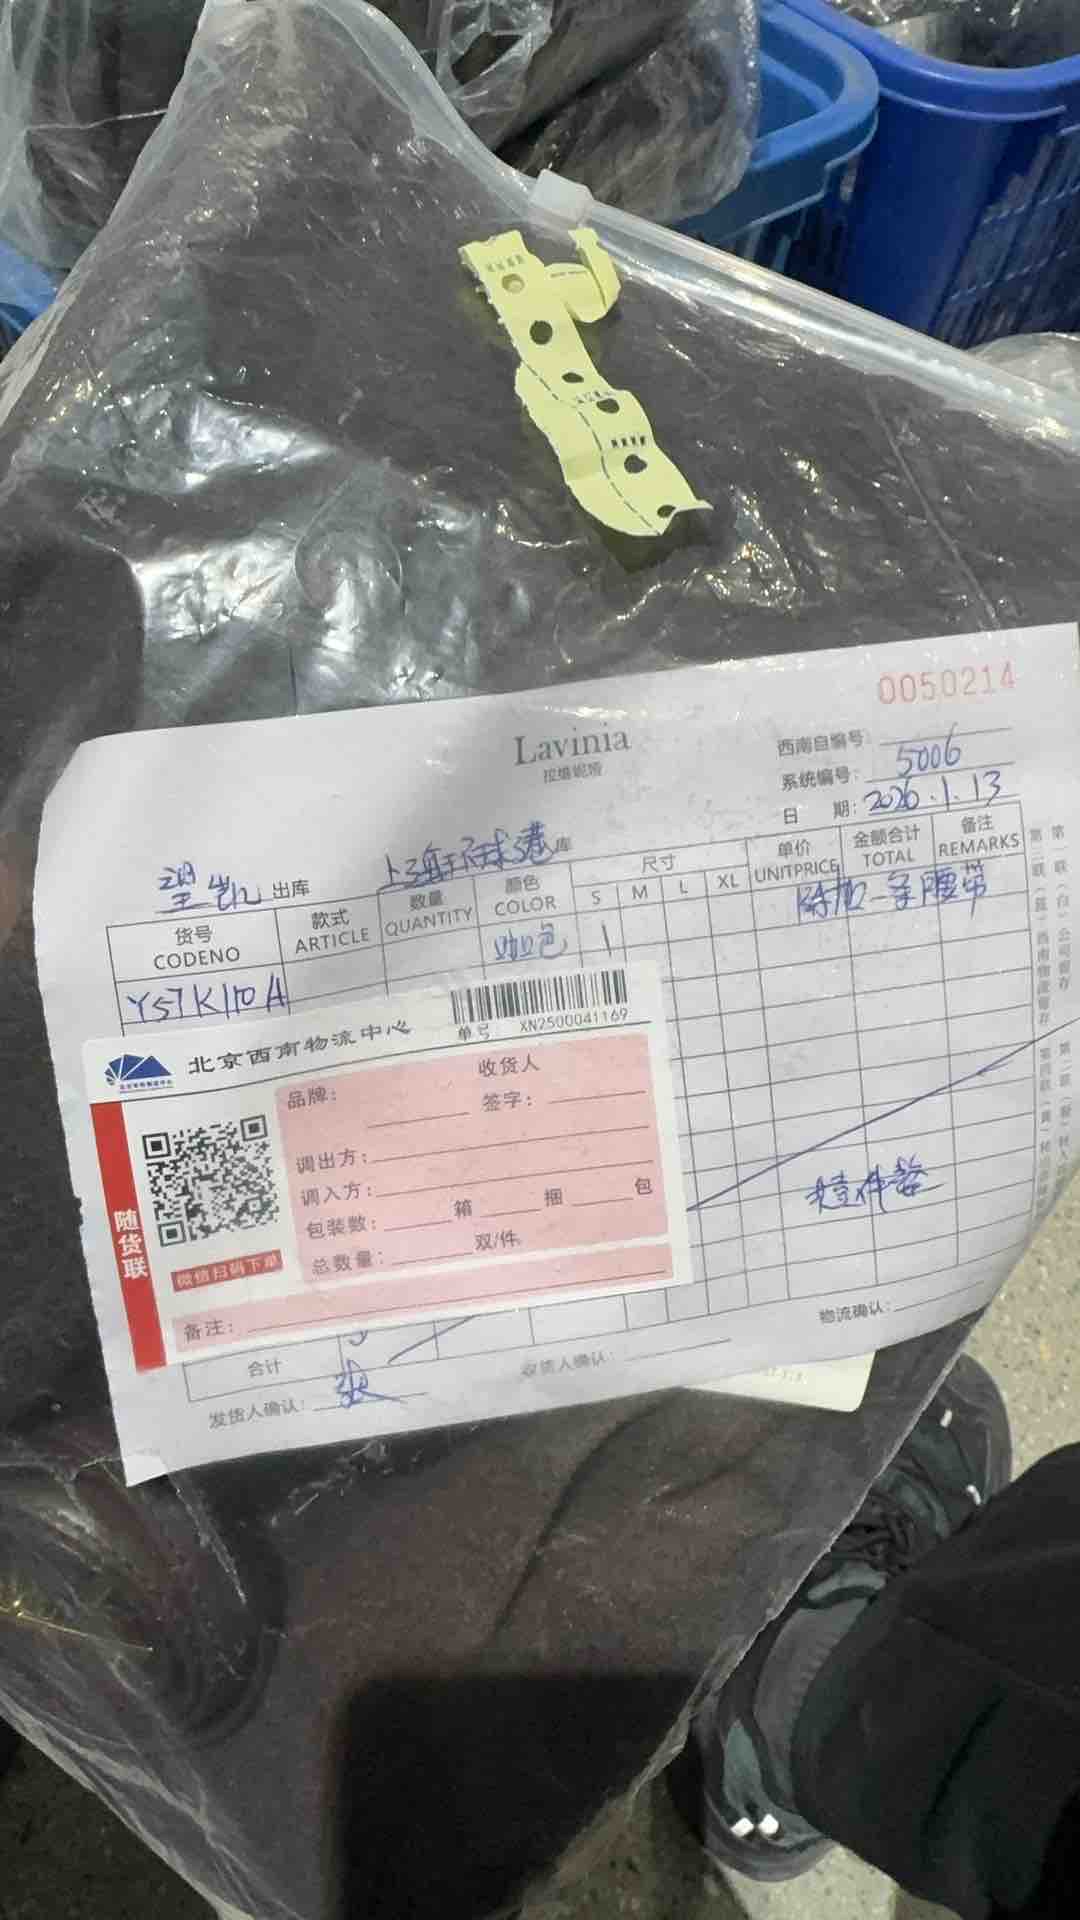 0050214
Lavinia
拉维妮娅
西南自编号:
系统编号: 5006
日 期: 2026.1.13
望凯 出库 上海环球港 库
货号 CODENO
款式 ARTICLE
数量 QUANTITY
颜色 COLOR
尺寸
S M L XL
单价 UNITPRICE
金额合计 TOTAL
备注 REMARKS
咖色 1
Y57K110A
一条腰带
北京西南物流中心
单号 XN2500041169
收货人
品牌: 签字:
调出方:
调入方:
包装数: 箱 捆 包
总数量: 双/件
备注:
随货联
微信扫码下单
合计
发货人确认:
收货人确认:
物流确认: